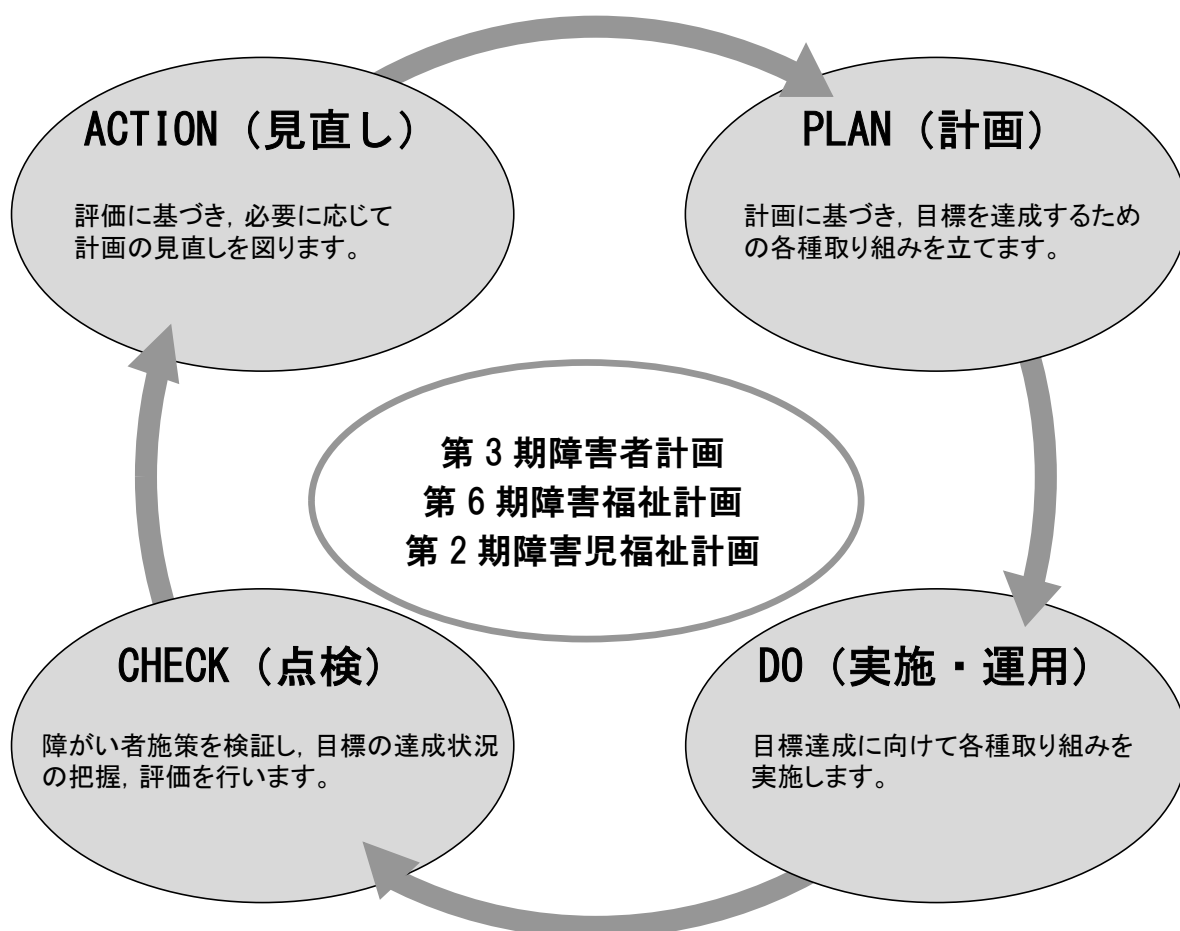 ACTION（見直し）
評価に基づき，必要に応じて
計画の見直しを図ります。
PLAN（計画）
計画に基づき，目標を達成するため
の各種取り組みを立てます。
第３期障害者計画
第６期障害福祉計画
第２期障害児福祉計画
CHECK（点検）
障がい者施策を検証し，目標の達成状況
の把握，評価を行います。
DO（実施・運用）
目標達成に向けて各種取り組みを
実施します。